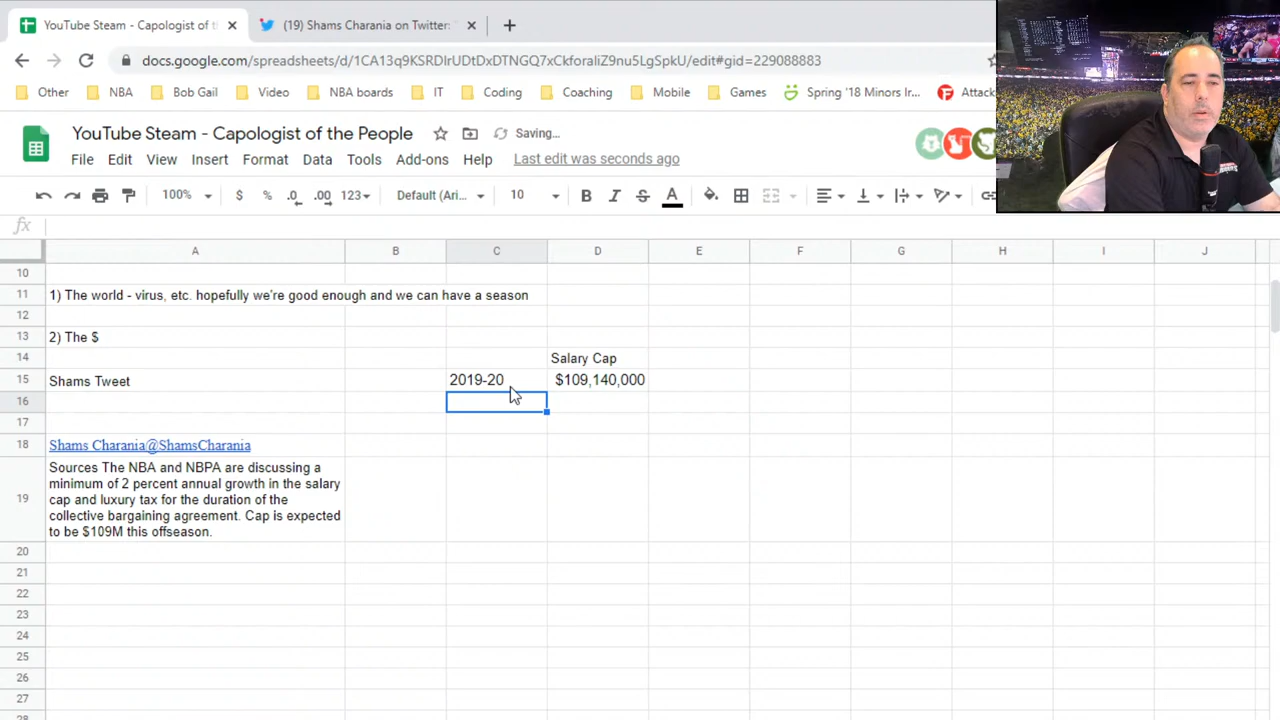 YouTube Steam - Capologist of t
(19) Shams Charania on Twitter:
docs.google.com/spreadsheets/d/1CA13q9KSRDIrUDtDxDTNGQ7xCkforaliZ9nu5LgSpkU/edit#gid=229088883
Other NBA Bob Gail Video NBA boards IT Coding Coaching Mobile Games Spring '18 Minors Ir... Attack
YouTube Steam - Capologist of the People Saving...
File Edit View Insert Format Data Tools Add-ons Help Last edit was seconds ago
100% $ % .0 .00 123 Default (Ari... 10 B I S A
fx
A B C D E F G H I J
10
11 1) The world - virus, etc. hopefully we're good enough and we can have a season
12
13 2) The $
14 Salary Cap
15 Shams Tweet 2019-20 $109,140,000
16
17
18 Shams Charania@ShamsCharania
Sources The NBA and NBPA are discussing a
minimum of 2 percent annual growth in the salary
19 cap and luxury tax for the duration of the
collective bargaining agreement. Cap is expected
to be $109M this offseason.
20
21
22
23
24
25
26
27
28